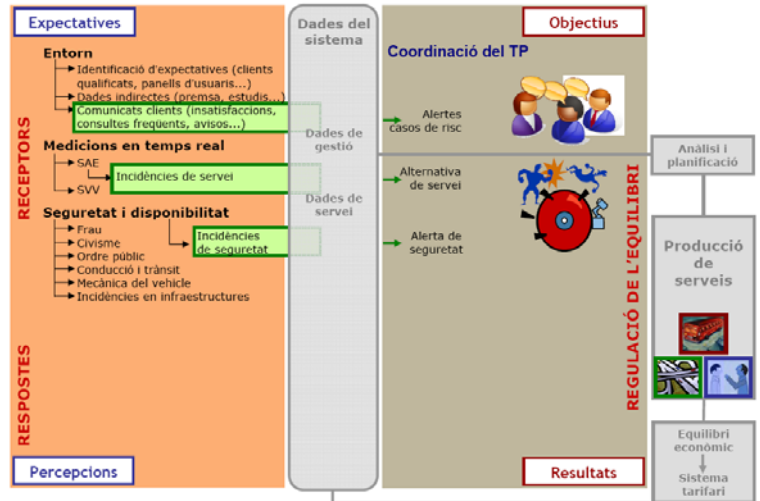 Expectatives
Dades del
sistema
Objectius
Entorn
Identificació d'expectatives (clients
qualificats, panells d'usuaris...)
Dades indirectes (premsa, estudis...)
Comunicats clients (insatisfaccions,
consultes freqüents, avisos...)
Medicions en temps real
SAE
Incidències de servei
SVV
Seguretat i disponibilitat
Frau
Civisme
Ordre públic
Conducció i trànsit
Mecànica del vehicle
Incidències en infraestructures
Incidències
de seguretat
RECEPTORS
RESPOSTES
Percepcions
Dades de
gestió
Dades de
servei
Coordinació del TP
Alertes
casos de risc
Alternativa
de servei
Alerta de
seguretat
REGULACIÓ DE L'EQUILIBRI
Resultats
Anàlisi i
planificació
Producció
de
serveis
Equilibri
econòmic
Sistema
tarifari